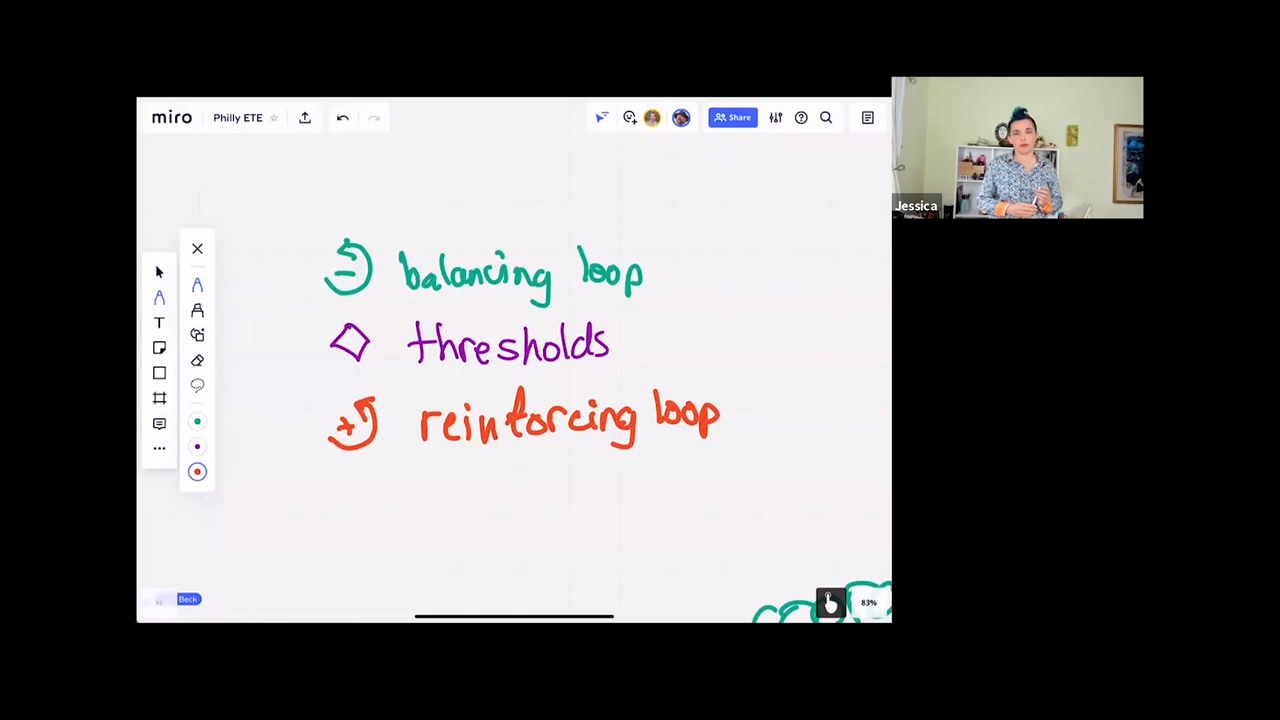 miro
Philly ETE
Share
Jessica
− balancing loop
thresholds
+ reinforcing loop
T
Beck
83%